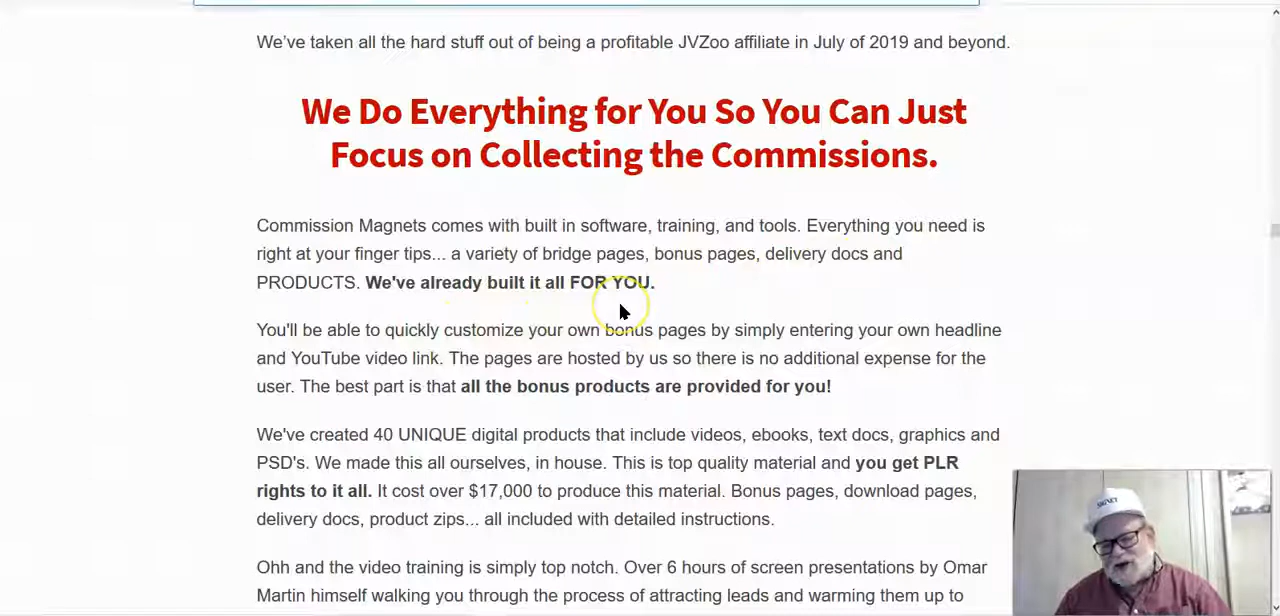 We've taken all the hard stuff out of being a profitable JVZoo affiliate in July of 2019 and beyond.
We Do Everything for You So You Can Just
Focus on Collecting the Commissions.
Commission Magnets comes with built in software, training, and tools. Everything you need is
right at your finger tips... a variety of bridge pages, bonus pages, delivery docs and
PRODUCTS. We've already built it all FOR YOU.
You'll be able to quickly customize your own bonus pages by simply entering your own headline
and YouTube video link. The pages are hosted by us so there is no additional expense for the
user. The best part is that all the bonus products are provided for you!
We've created 40 UNIQUE digital products that include videos, ebooks, text docs, graphics and
PSD's. We made this all ourselves, in house. This is top quality material and you get PLR
rights to it all. It cost over $17,000 to produce this material. Bonus pages, download pages,
delivery docs, product zips... all included with detailed instructions.
Ohh and the video training is simply top notch. Over 6 hours of screen presentations by Omar
Martin himself walking you through the process of attracting leads and warming them up to